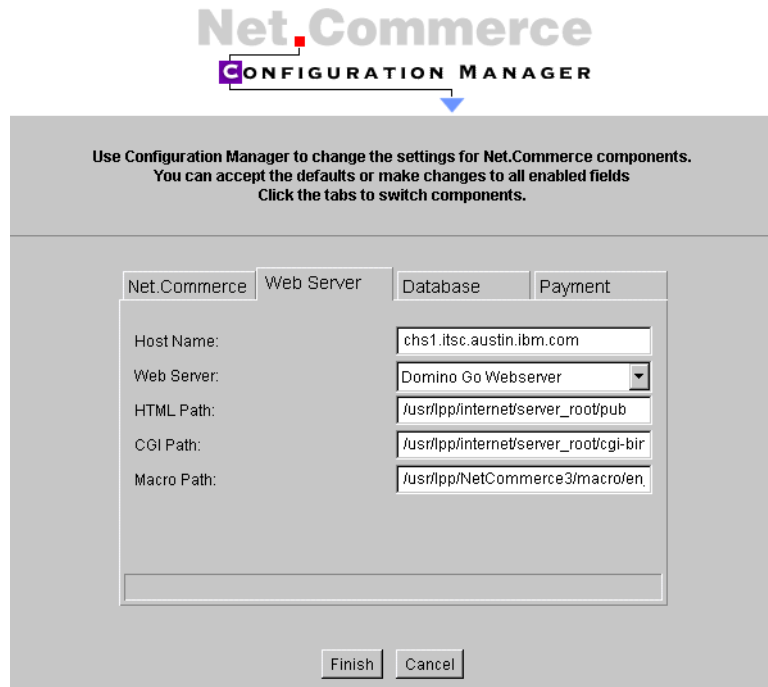 Net.Commerce
CONFIGURATION MANAGER
Use Configuration Manager to change the settings for Net.Commerce components.
You can accept the defaults or make changes to all enabled fields
Click the tabs to switch components.
Net.Commerce Web Server Database Payment
Host Name: chs1.itsc.austin.ibm.com
Web Server: Domino Go Webserver
HTML Path: /usr/lpp/internet/server_root/pub
CGI Path: /usr/lpp/internet/server_root/cgi-bin
Macro Path: /usr/lpp/NetCommerce3/macro/en_
Finish Cancel